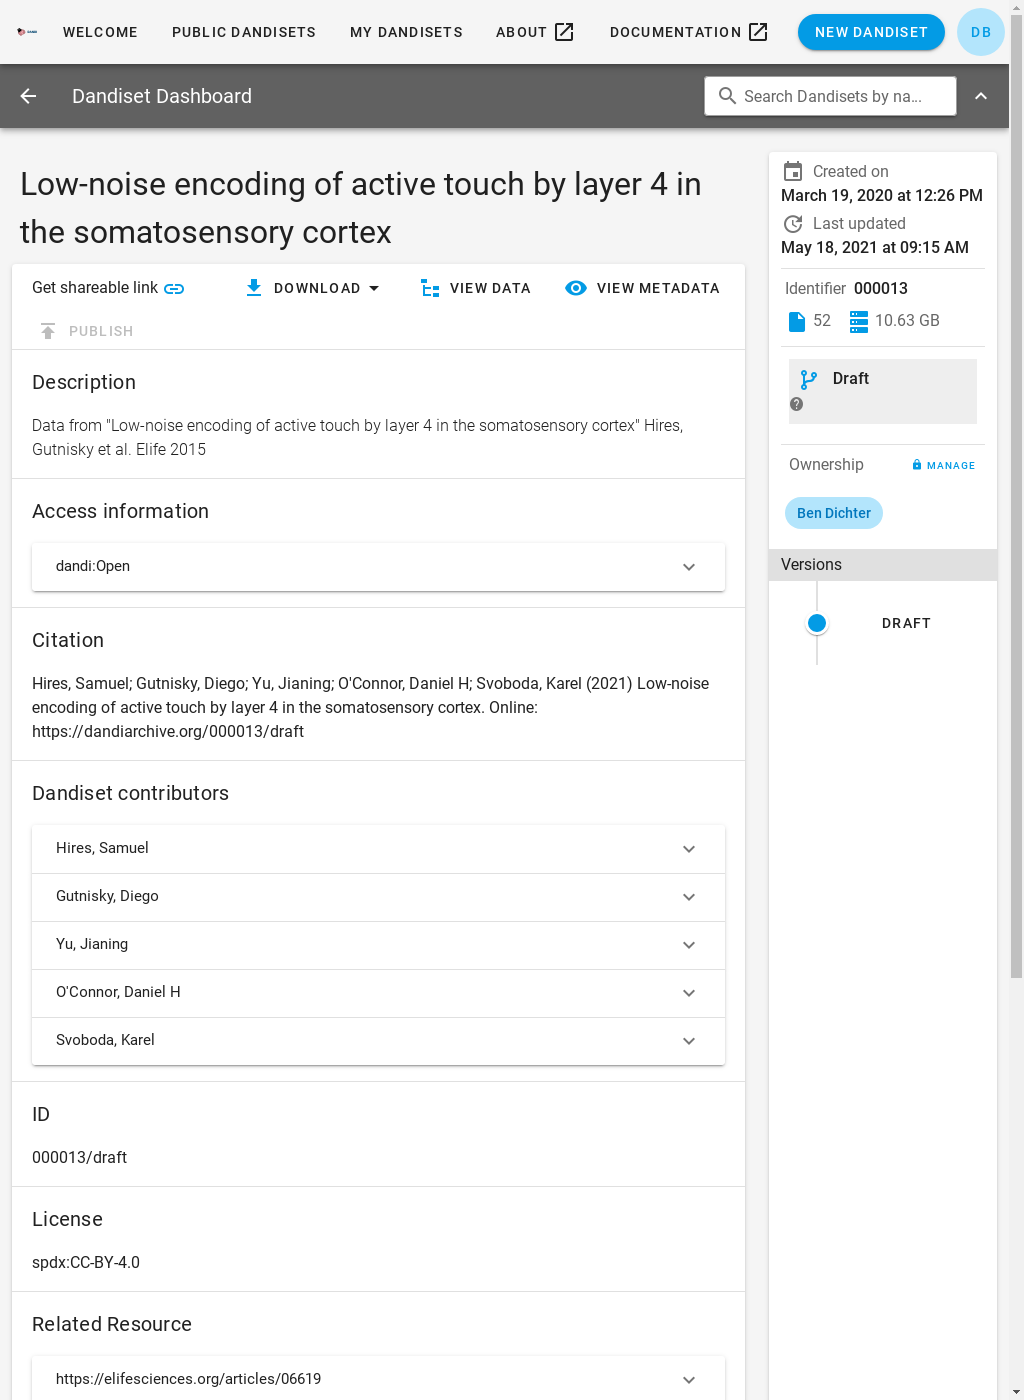 WELCOME PUBLIC DANDISETS MY DANDISETS ABOUT DOCUMENTATION NEW DANDISET DB
Dandiset Dashboard Search Dandisets by na...
Low-noise encoding of active touch by layer 4 in
the somatosensory cortex
Get shareable link DOWNLOAD VIEW DATA VIEW METADATA
PUBLISH
Description
Data from "Low-noise encoding of active touch by layer 4 in the somatosensory cortex" Hires,
Gutnisky et al. Elife 2015
Access information
dandi:Open
Citation
Hires, Samuel; Gutnisky, Diego; Yu, Jianing; O'Connor, Daniel H; Svoboda, Karel (2021) Low-noise
encoding of active touch by layer 4 in the somatosensory cortex. Online:
https://dandiarchive.org/000013/draft
Dandiset contributors
Hires, Samuel
Gutnisky, Diego
Yu, Jianing
O'Connor, Daniel H
Svoboda, Karel
ID
000013/draft
License
spdx:CC-BY-4.0
Related Resource
https://elifesciences.org/articles/06619
Created on
March 19, 2020 at 12:26 PM
Last updated
May 18, 2021 at 09:15 AM
Identifier 000013
52 10.63 GB
Draft
Ownership MANAGE
Ben Dichter
Versions
DRAFT